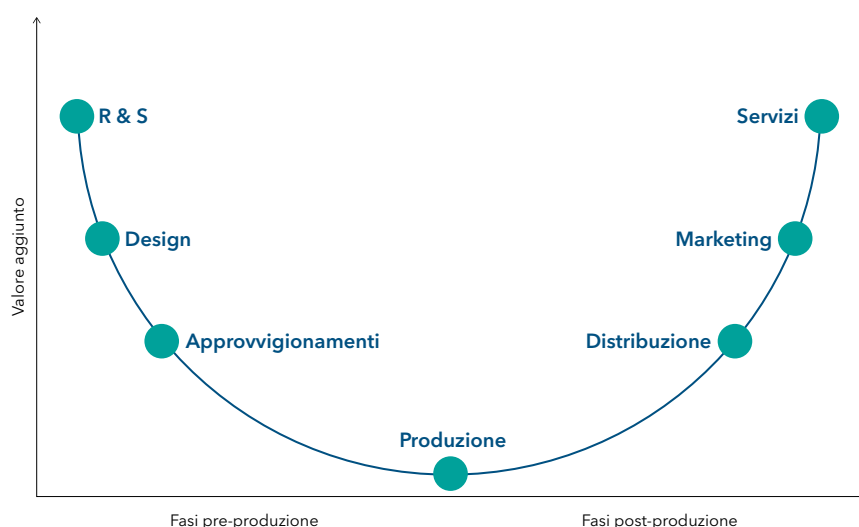 R & S
Servizi
Design
Marketing
Valore aggiunto
Approvvigionamenti
Distribuzione
Produzione
Fasi pre-produzione
Fasi post-produzione